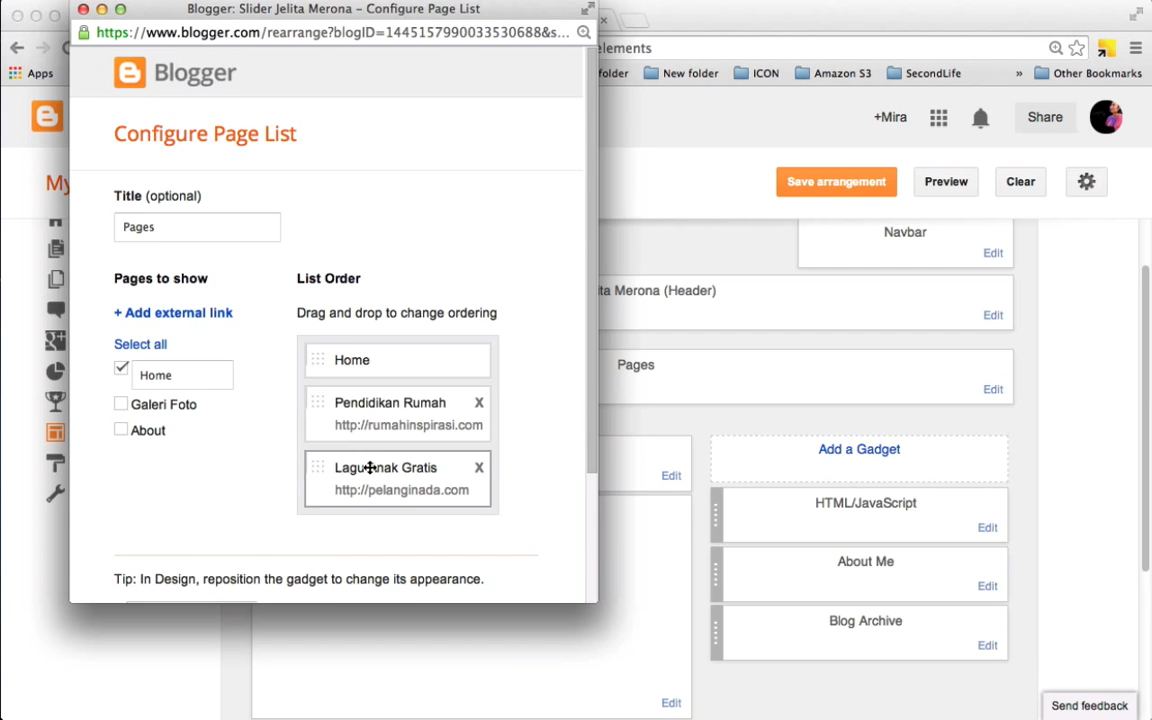 Blogger: Slider Jelita Merona – Configure Page List
https://www.blogger.com/rearrange?blogID=1445157990033530688&s...
Blogger
Configure Page List
Title (optional)
Pages
Pages to show
+ Add external link
Select all
Home
Galeri Foto
About
List Order
Drag and drop to change ordering
Home
Pendidikan Rumah X
http://rumahinspirasi.com
X
http://pelanginada.com
Tip: In Design, reposition the gadget to change its appearance.
elements
Apps
folder
New folder
ICON
Amazon S3
SecondLife
»
Other Bookmarks
+Mira
Share
My
Save arrangement
Preview
Clear
Navbar
Edit
ita Merona (Header)
Edit
Pages
Edit
Edit
Add a Gadget
HTML/JavaScript
Edit
About Me
Edit
Blog Archive
Edit
Edit
Send feedback